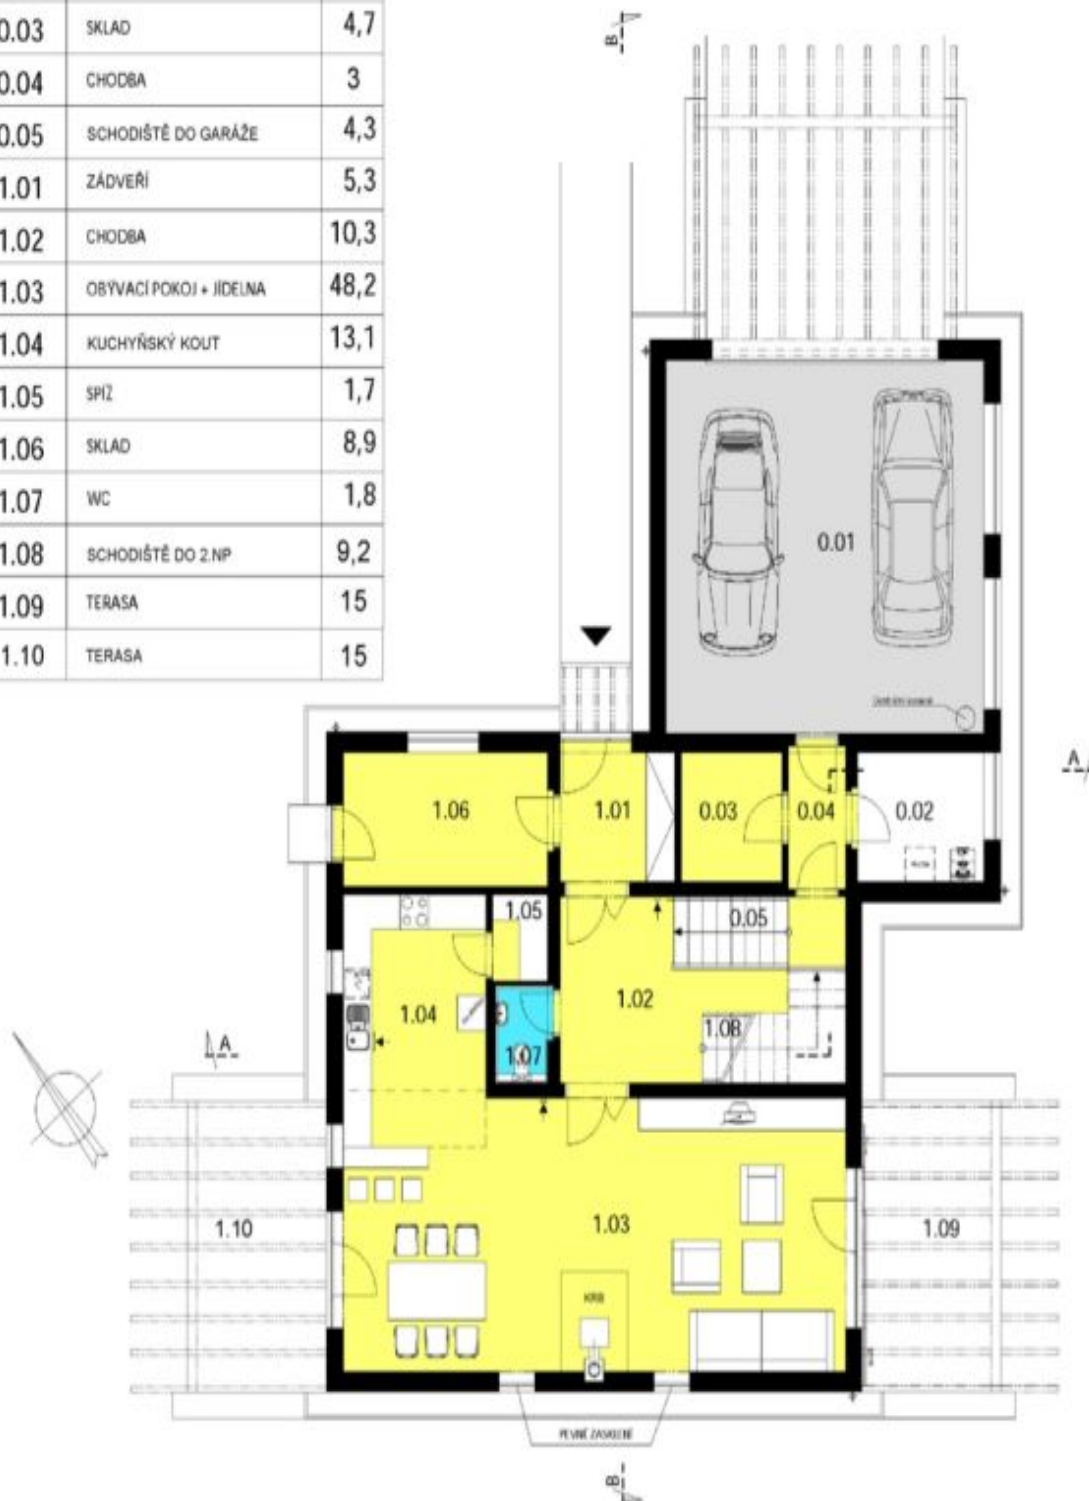 0.03 SKLAD 4,7
0.04 CHODBA 3
0.05 SCHODIŠTĚ DO GARÁŽE 4,3
1.01 ZÁDVEŘÍ 5,3
1.02 CHODBA 10,3
1.03 OBÝVACÍ POKOJ + JÍDELNA 48,2
1.04 KUCHYŇSKÝ KOUT 13,1
1.05 SPÍŽ 1,7
1.06 SKLAD 8,9
1.07 WC 1,8
1.08 SCHODIŠTĚ DO 2.NP 9,2
1.09 TERASA 15
1.10 TERASA 15
B
0.01
A
1.06
1.01
0.03
0.04
0.02
1.05
0.05
1.04
1.02
1.08
1.07
A
1.10
1.03
1.09
KRB
PEVNÉ ZASKLENÍ
B